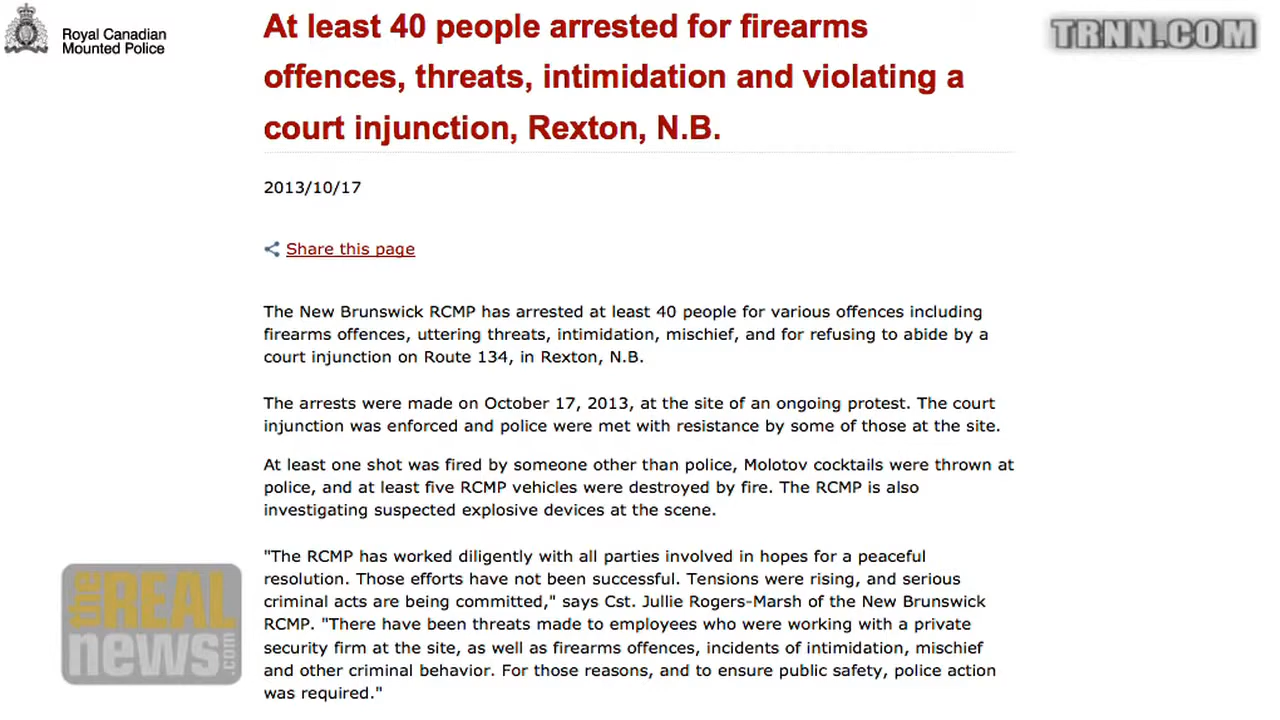 Royal Canadian
Mounted Police
TRNN.COM
At least 40 people arrested for firearms
offences, threats, intimidation and violating a
court injunction, Rexton, N.B.
2013/10/17
Share this page
The New Brunswick RCMP has arrested at least 40 people for various offences including
firearms offences, uttering threats, intimidation, mischief, and for refusing to abide by a
court injunction on Route 134, in Rexton, N.B.
The arrests were made on October 17, 2013, at the site of an ongoing protest. The court
injunction was enforced and police were met with resistance by some of those at the site.
At least one shot was fired by someone other than police, Molotov cocktails were thrown at
police, and at least five RCMP vehicles were destroyed by fire. The RCMP is also
investigating suspected explosive devices at the scene.
"The RCMP has worked diligently with all parties involved in hopes for a peaceful
resolution. Those efforts have not been successful. Tensions were rising, and serious
criminal acts are being committed," says Cst. Jullie Rogers-Marsh of the New Brunswick
RCMP. "There have been threats made to employees who were working with a private
security firm at the site, as well as firearms offences, incidents of intimidation, mischief
and other criminal behavior. For those reasons, and to ensure public safety, police action
was required."
the REAL
news.com